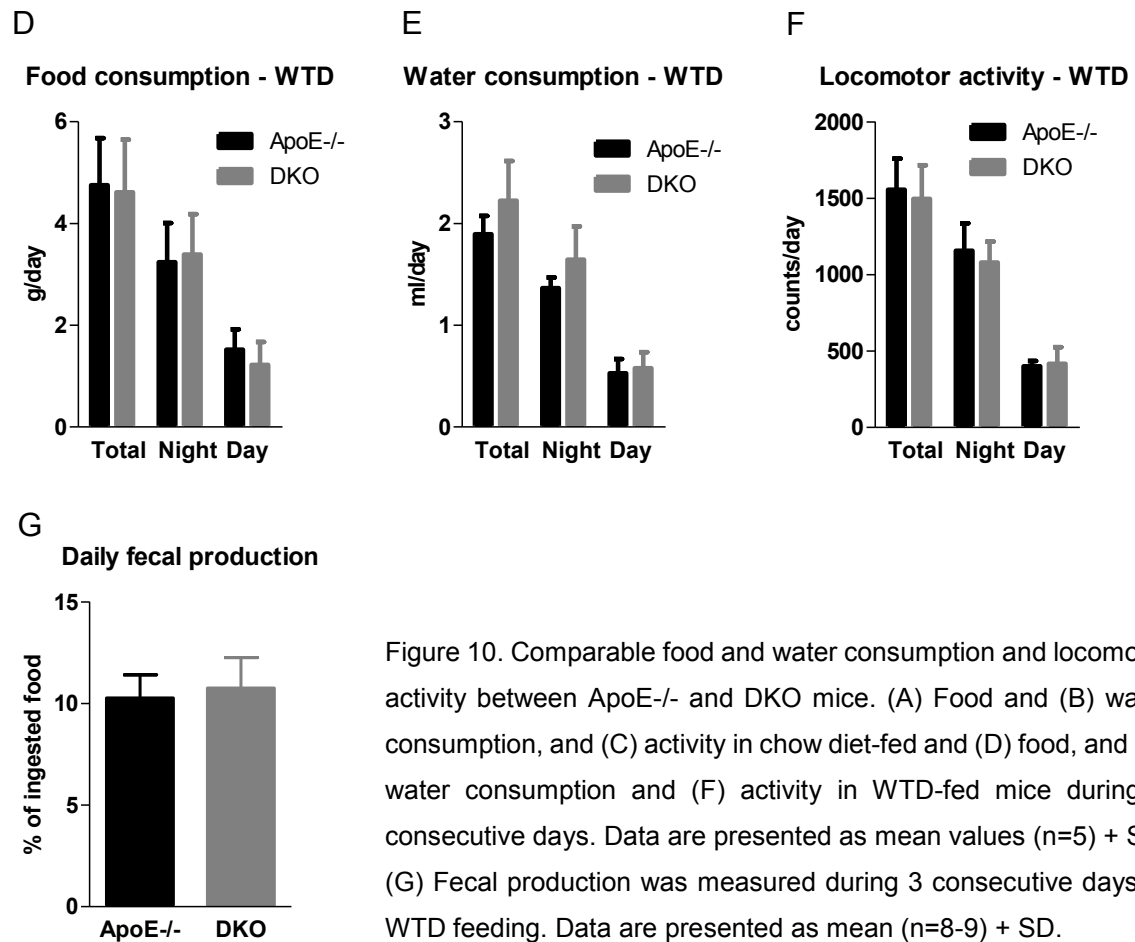 D
E
F
Food consumption - WTD
Water consumption - WTD
Locomotor activity - WTD
6
4
2
0
g/day
ApoE-/-
DKO
Total Night Day
3
2
1
0
ml/day
ApoE-/-
DKO
Total Night Day
2000
1500
1000
500
0
counts/day
ApoE-/-
DKO
Total Night Day
G
Daily fecal production
15
10
5
0
% of ingested food
ApoE-/- DKO
Figure 10. Comparable food and water consumption and locomo
activity between ApoE-/- and DKO mice. (A) Food and (B) wa
consumption, and (C) activity in chow diet-fed and (D) food, and
water consumption and (F) activity in WTD-fed mice during
consecutive days. Data are presented as mean values (n=5) + S
(G) Fecal production was measured during 3 consecutive days
WTD feeding. Data are presented as mean (n=8-9) + SD.